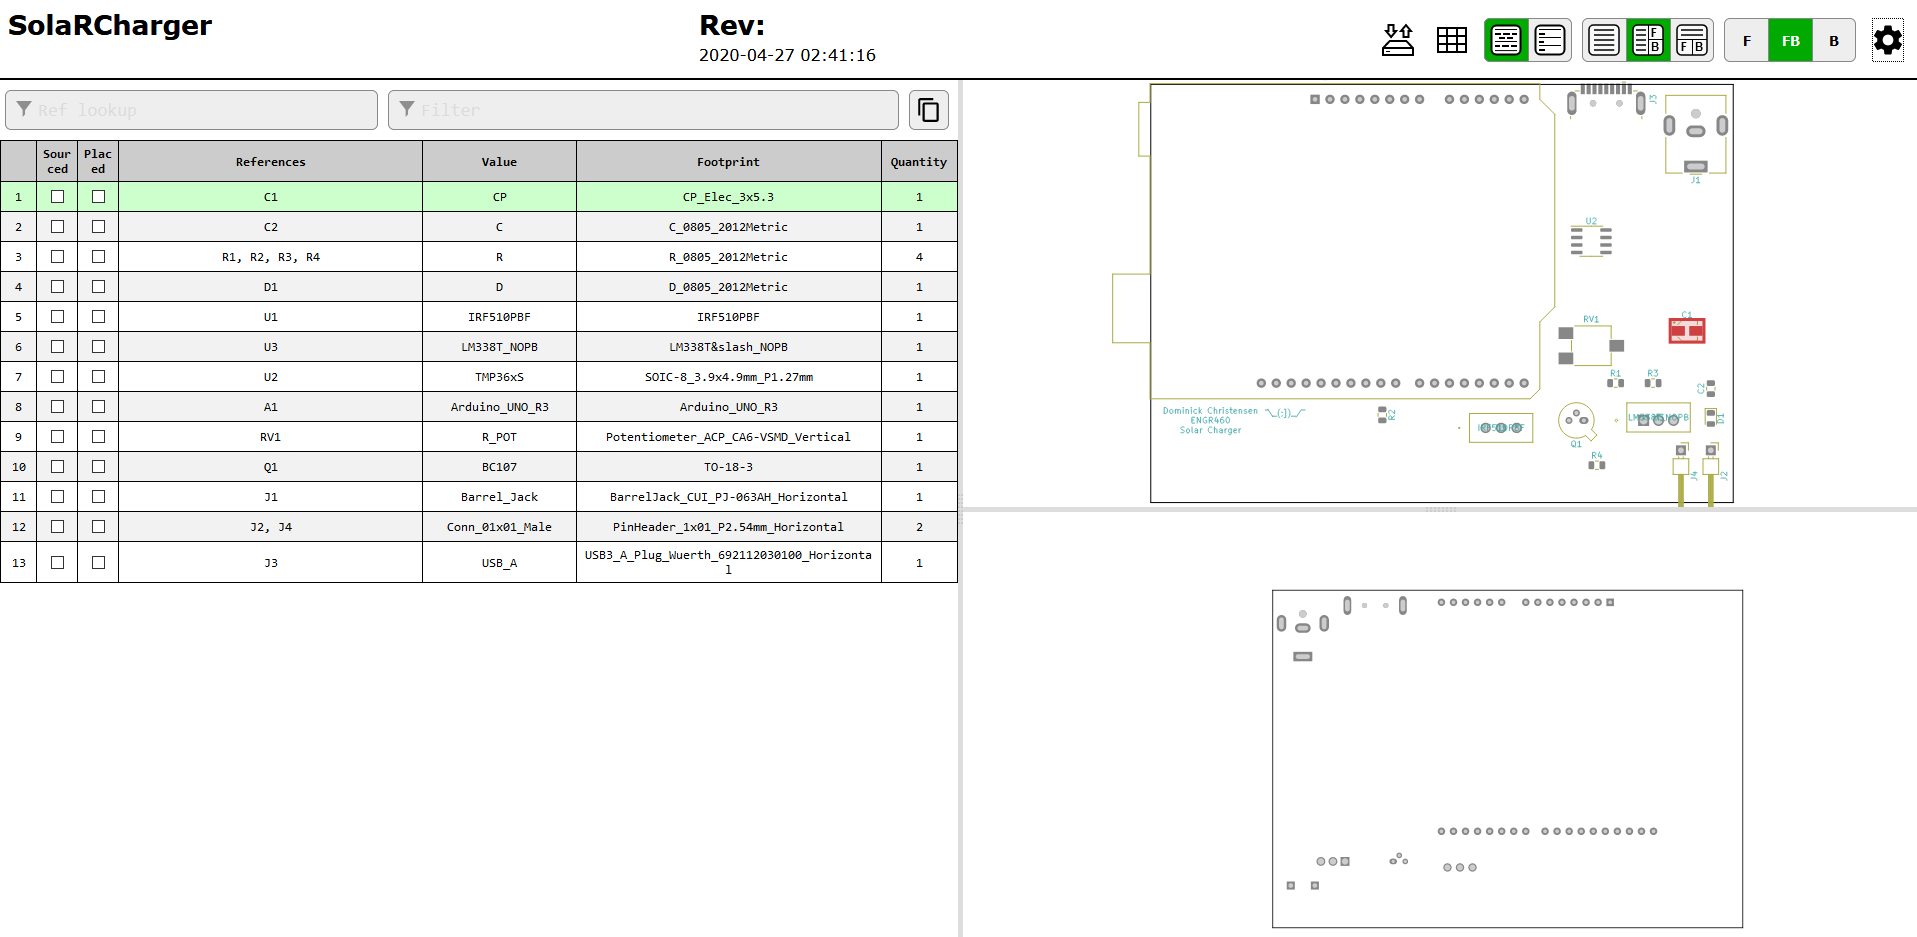 SolaRCharger
Rev:
2020-04-27 02:41:16
F
B
F B
F
FB
B
Ref lookup
Filter
Sourced Placed References Value Footprint Quantity
1 C1 CP CP_Elec_3x5.3 1
2 C2 C C_0805_2012Metric 1
3 R1, R2, R3, R4 R R_0805_2012Metric 4
4 D1 D D_0805_2012Metric 1
5 U1 IRF510PBF IRF510PBF 1
6 U3 LM338T_NOPB LM338T&slash_NOPB 1
7 U2 TMP36xS SOIC-8_3.9x4.9mm_P1.27mm 1
8 A1 Arduino_UNO_R3 Arduino_UNO_R3 1
9 RV1 R_POT Potentiometer_ACP_CA6-VSMD_Vertical 1
10 Q1 BC107 TO-18-3 1
11 J1 Barrel_Jack BarrelJack_CUI_PJ-063AH_Horizontal 1
12 J2, J4 Conn_01x01_Male PinHeader_1x01_P2.54mm_Horizontal 2
13 J3 USB_A USB3_A_Plug_Wuerth_692112030100_Horizontal 1
J3
J1
U2
RV1
C1
R1
R3
C2
Dominick Christensen ¯\_(;])_/¯
ENGR460
Solar Charger
R2
D1
Q1
R4
J4
J2